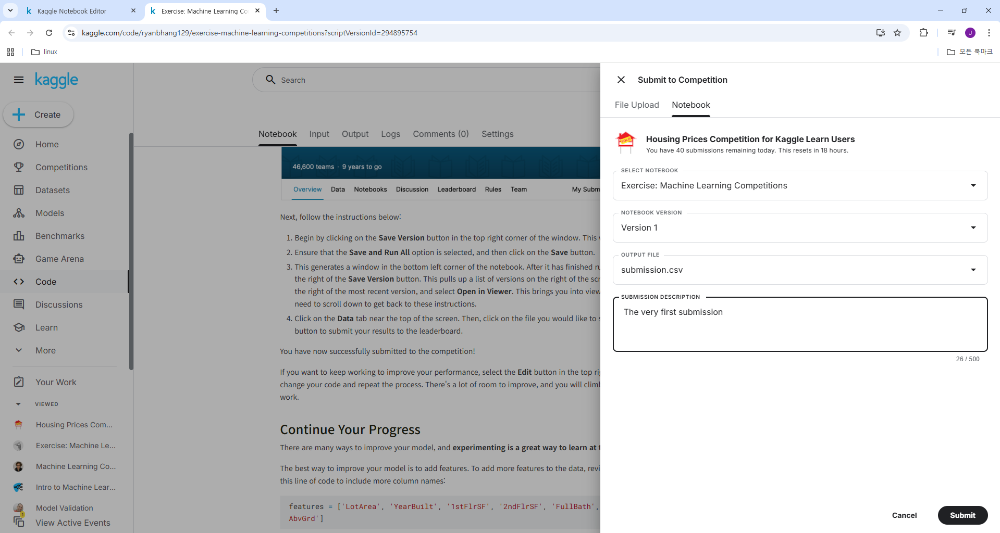 Kaggle Notebook Editor
Exercise: Machine Learning Co
kaggle.com/code/ryanbhang129/exercise-machine-learning-competitions?scriptVersionId=294895754
J
linux
모든 북마크
kaggle
Search
Create
Home
Competitions
Datasets
Models
Benchmarks
Game Arena
Code
Discussions
Learn
More
Your Work
VIEWED
Housing Prices Com...
Exercise: Machine Le...
Machine Learning Co...
Intro to Machine Lear...
Model Validation
1
View Active Events
Notebook Input Output Logs Comments (0) Settings
46,600 teams · 9 years to go
Overview Data Notebooks Discussion Leaderboard Rules Team My Subm
Next, follow the instructions below:
1. Begin by clicking on the Save Version button in the top right corner of the window. This
2. Ensure that the Save and Run All option is selected, and then click on the Save button.
3. This generates a window in the bottom left corner of the notebook. After it has finished ru
the right of the Save Version button. This pulls up a list of versions on the right of the scr
the right of the most recent version, and select Open in Viewer. This brings you into view
need to scroll down to get back to these instructions.
4. Click on the Data tab near the top of the screen. Then, click on the file you would like to s
button to submit your results to the leaderboard.
You have now successfully submitted to the competition!
If you want to keep working to improve your performance, select the Edit button in the top rig
change your code and repeat the process. There's a lot of room to improve, and you will climb
work.
Continue Your Progress
There are many ways to improve your model, and experimenting is a great way to learn at t
The best way to improve your model is to add features. To add more features to the data, revi
this line of code to include more column names:
features = ['LotArea', 'YearBuilt', '1stFlrSF', '2ndFlrSF', 'FullBath',
AbvGrd']
Submit to Competition
File Upload Notebook
SOLD
Housing Prices Competition for Kaggle Learn Users
You have 40 submissions remaining today. This resets in 18 hours.
SELECT NOTEBOOK
Exercise: Machine Learning Competitions
NOTEBOOK VERSION
Version 1
OUTPUT FILE
submission.csv
SUBMISSION DESCRIPTION
The very first submission
26 / 500
Cancel Submit